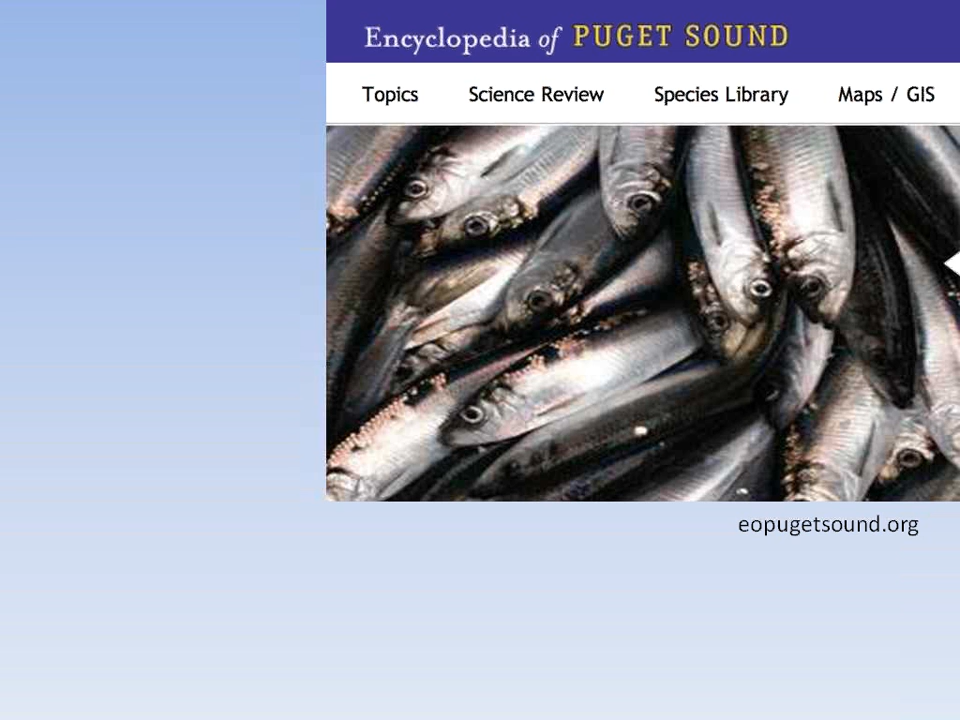 Encyclopedia of PUGET SOUND
Topics Science Review Species Library Maps / GIS
eopugetsound.org